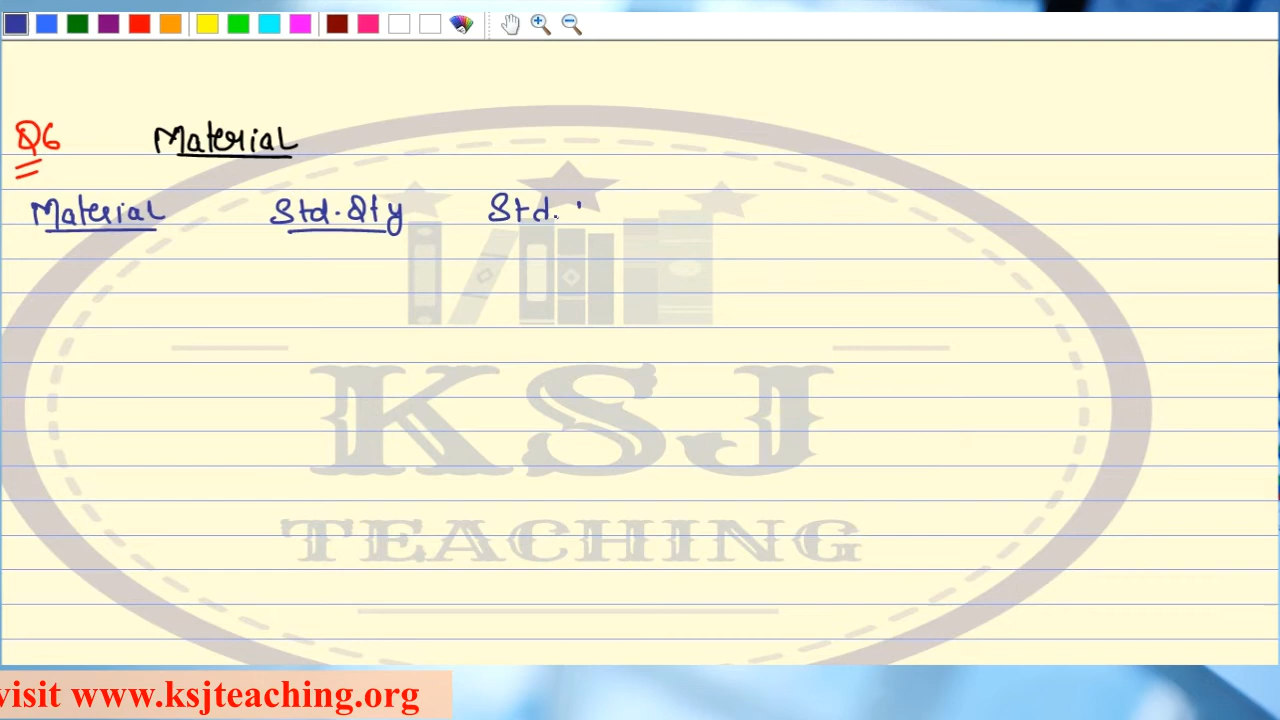 Q6 Material
Material Std. Qty Std.
KSJ
TEACHING
visit www.ksjteaching.org